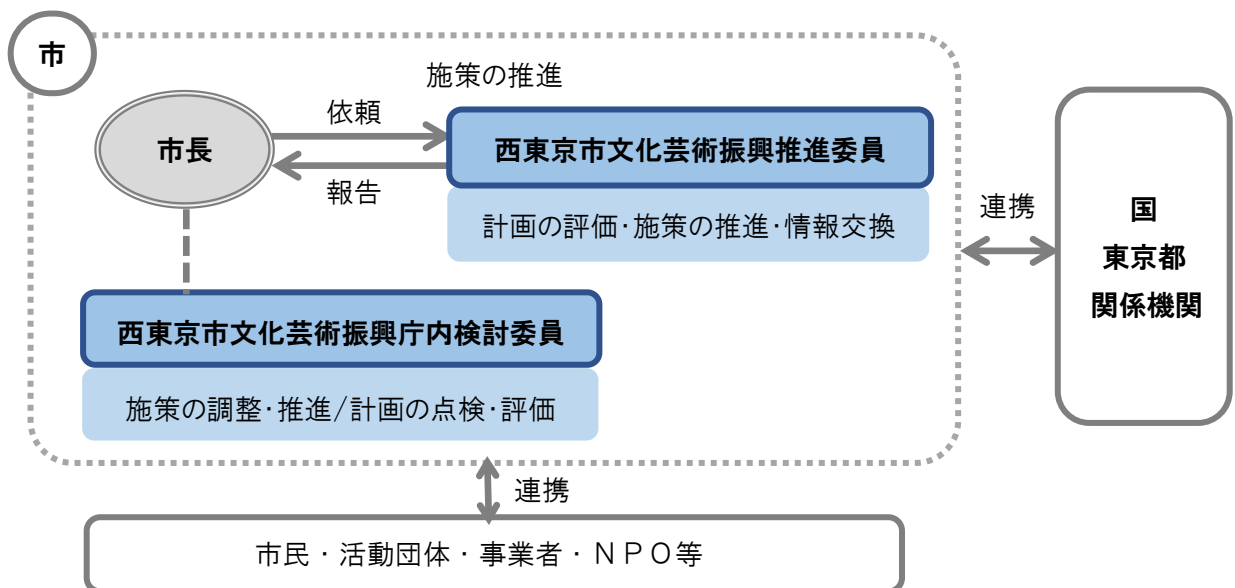 市
施策の推進
市長
依頼
報告
西東京市文化芸術振興推進委員
計画の評価・施策の推進・情報交換
西東京市文化芸術振興庁内検討委員
施策の調整・推進/計画の点検・評価
連携
国
東京都
関係機関
連携
市民・活動団体・事業者・ＮＰＯ等